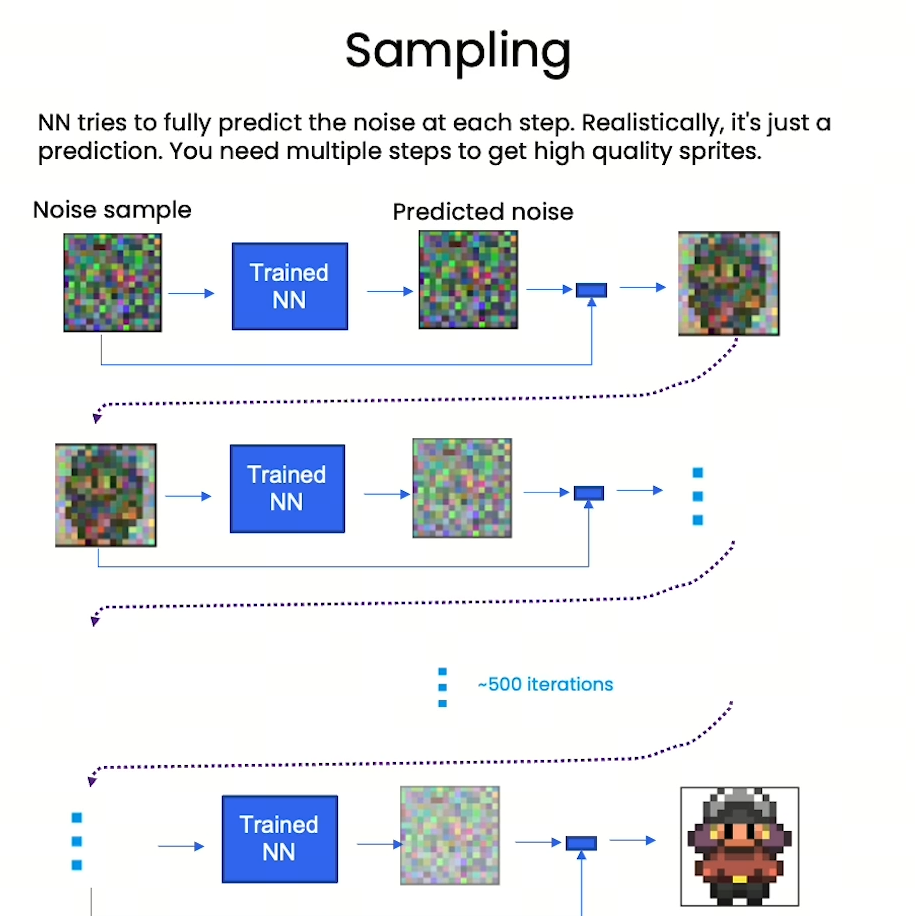 Sampling
NN tries to fully predict the noise at each step. Realistically, it's just a
prediction. You need multiple steps to get high quality sprites.
Noise sample
Predicted noise
Trained
NN
Trained
NN
~500 iterations
Trained
NN